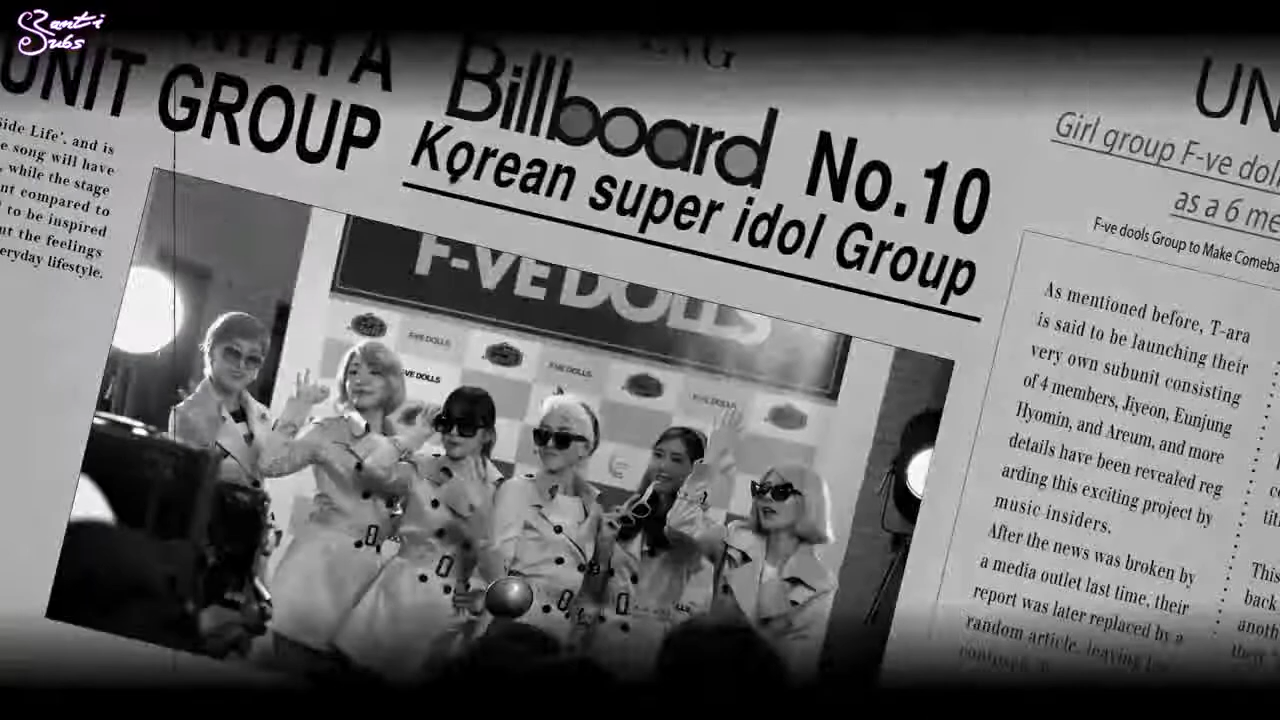 Santi
Subs
WITH A
UNIT GROUP
Side Life'. and is
e song will have
, while the stage
nt compared to
to be inspired
ut the feelings
eryday lifestyle.
Billboard No.10
Korean super idol Group
F-VE DOLLS
F-VE DOLLS
F-VE DOLLS
F-VE DOLLS
UN
Girl group F-ve doll
as a 6 me
F-ve dools Group to Make Comeba
As mentioned before, T-ara
is said to be launching their
very own subunit consisting
of 4 members, Jiyeon, Eunjung
Hyomin, and Areum, and more
details have been revealed reg
arding this exciting project by
music insiders.
After the news was broken by
a media outlet last time, their
report was later replaced by a
random article, leaving
This
back
anoth
their